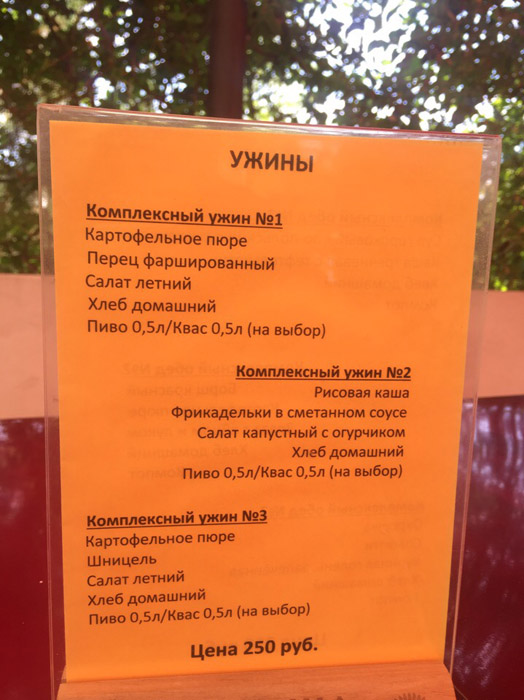 УЖИНЫ
Комплексный ужин №1
Картофельное пюре
Перец фаршированный
Салат летний
Хлеб домашний
Пиво 0,5л/Квас 0,5л (на выбор)
Комплексный ужин №2
Рисовая каша
Фрикадельки в сметанном соусе
Салат капустный с огурчиком
Хлеб домашний
Пиво 0,5л/Квас 0,5л (на выбор)
Комплексный ужин №3
Картофельное пюре
Шницель
Салат летний
Хлеб домашний
Пиво 0,5л/Квас 0,5л (на выбор)
Цена 250 руб.